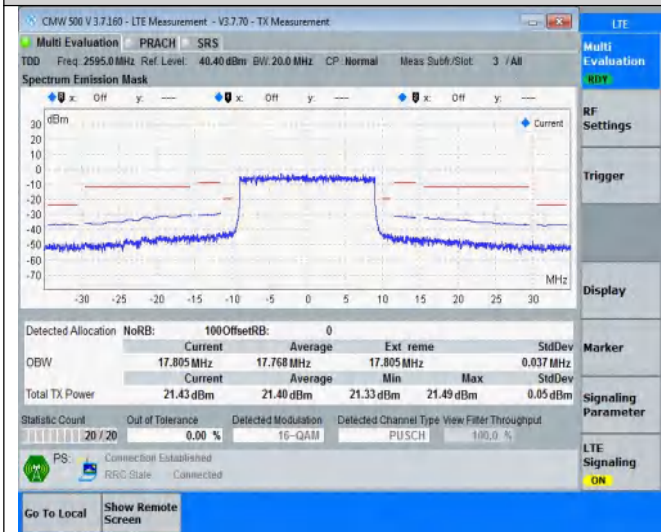 CMW 500 V 3.7.160 - LTE Measurement - V3.7.70 - TX Measurement
LTE
Multi Evaluation PRACH SRS
TDD Freq: 2595.0 MHz Ref. Level: 40.40 dBm BW: 20.0 MHz CP: Normal Meas Subfr./Slot: 3 / All
Spectrum Emission Mask
x: Off y: --- x: Off y: --- x: Off y: ---
dBm
Current
30
20
10
0
-10
-20
-30
-40
-50
-60
-70
MHz
-30 -25 -20 -15 -10 -5 0 5 10 15 20 25 30
Detected Allocation NoRB: 100 OffsetRB: 0
Current Average Ext reme StdDev
OBW 17.805 MHz 17.768 MHz 17.805 MHz 0.037 MHz
Current Average Min Max StdDev
Total TX Power 21.43 dBm 21.40 dBm 21.33 dBm 21.49 dBm 0.05 dBm
Statistic Count Out of Tolerance Detected Modulation Detected Channel Type View Filter Throughput
20 / 20 0.00 % 16-QAM PUSCH 100.0 %
PS: Connection Established
RRC State Connected
Multi
Evaluation
RDY
RF
Settings
Trigger
Display
Marker
Signaling
Parameter
LTE
Signaling
ON
Go To Local
Show Remote
Screen